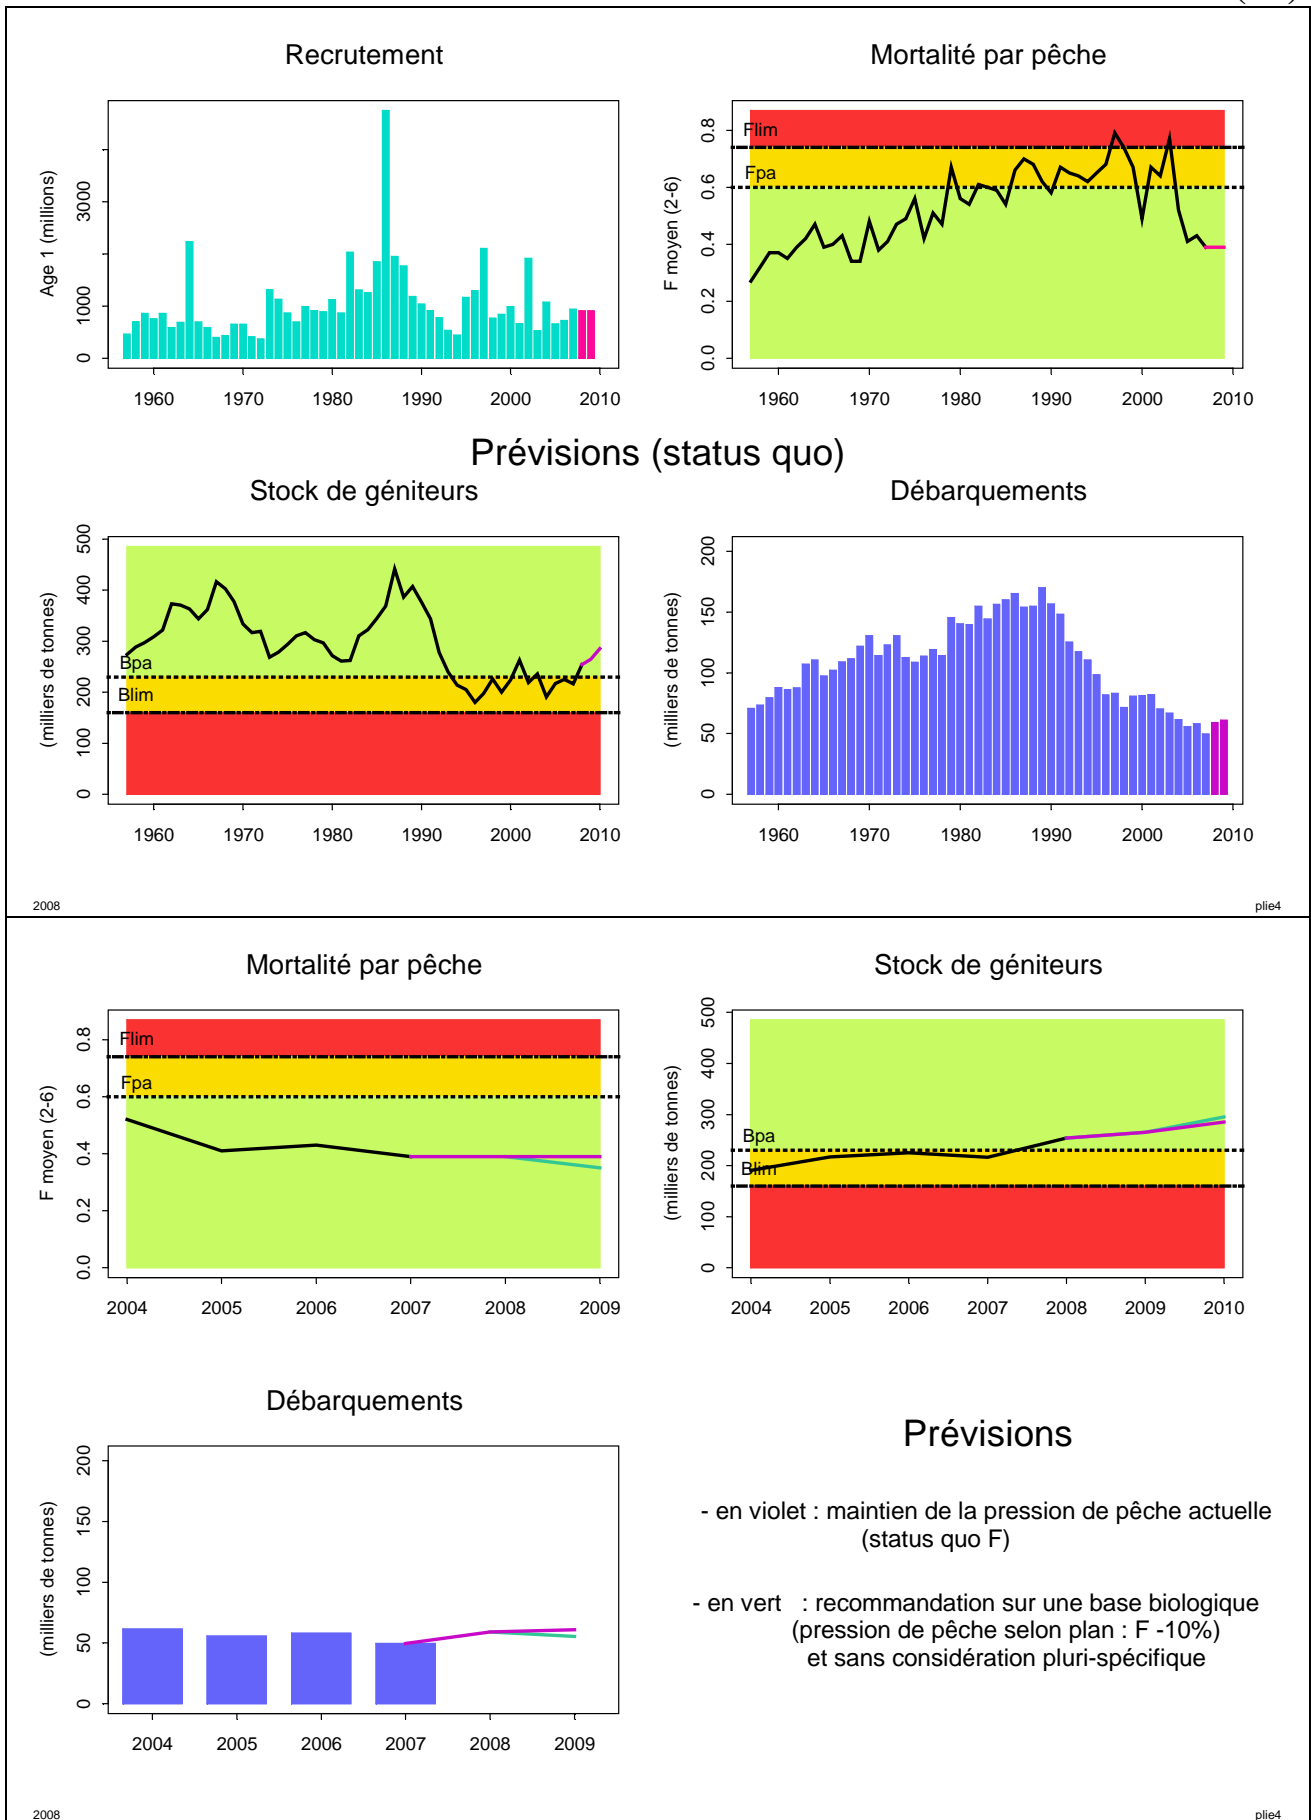 Recrutement
Age 1 (millions)
0
1000
3000
1960 1970 1980 1990 2000 2010
Mortalité par pêche
F moyen (2-6)
0.0
0.2
0.4
0.6
0.8
Flim
Fpa
1960 1970 1980 1990 2000 2010
Prévisions (status quo)
Stock de géniteurs
(milliers de tonnes)
0
100
200
300
400
500
Bpa
Blim
1960 1970 1980 1990 2000 2010
Débarquements
(milliers de tonnes)
0
50
100
150
200
1960 1970 1980 1990 2000 2010
2008
plie4
Mortalité par pêche
F moyen (2-6)
0.0
0.2
0.4
0.6
0.8
Flim
Fpa
2004 2005 2006 2007 2008 2009
Stock de géniteurs
(milliers de tonnes)
0
100
200
300
400
500
Bpa
Blim
2004 2005 2006 2007 2008 2009 2010
Débarquements
(milliers de tonnes)
0
50
100
150
200
2004 2005 2006 2007 2008 2009
Prévisions
- en violet : maintien de la pression de pêche actuelle
(status quo F)
- en vert : recommandation sur une base biologique
(pression de pêche selon plan : F -10%)
et sans considération pluri-spécifique
2008
plie4